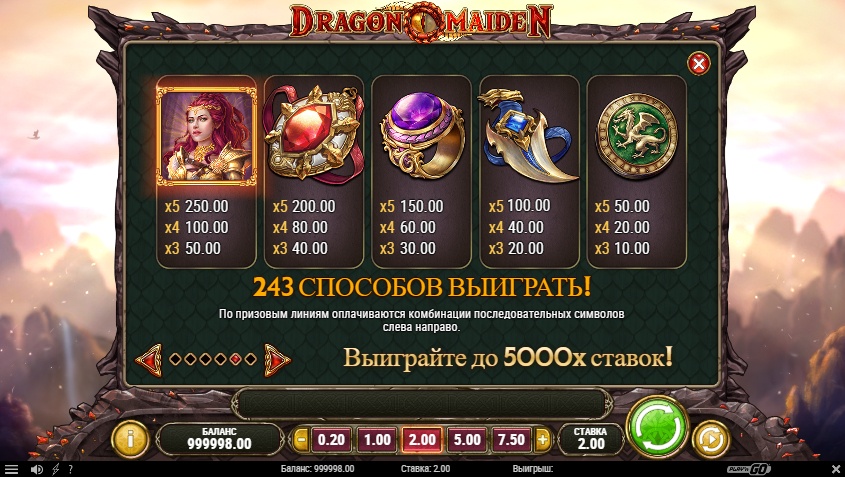 DRAGON MAIDEN
x5 250.00
x4 100.00
x3 50.00
x5 200.00
x4 80.00
x3 40.00
x5 150.00
x4 60.00
x3 30.00
x5 100.00
x4 40.00
x3 20.00
x5 50.00
x4 20.00
x3 10.00
243 СПОСОБОВ ВЫИГРАТЬ!
По призовым линиям оплачиваются комбинации последовательных символов
слева направо.
Выиграйте до 5000x ставок!
БАЛАНС
999998.00
- 0.20 1.00 2.00 5.00 7.50 +
СТАВКА
2.00
? Баланс: 999998.00 Ставка: 2.00 Выигрыш: PLAY'N GO